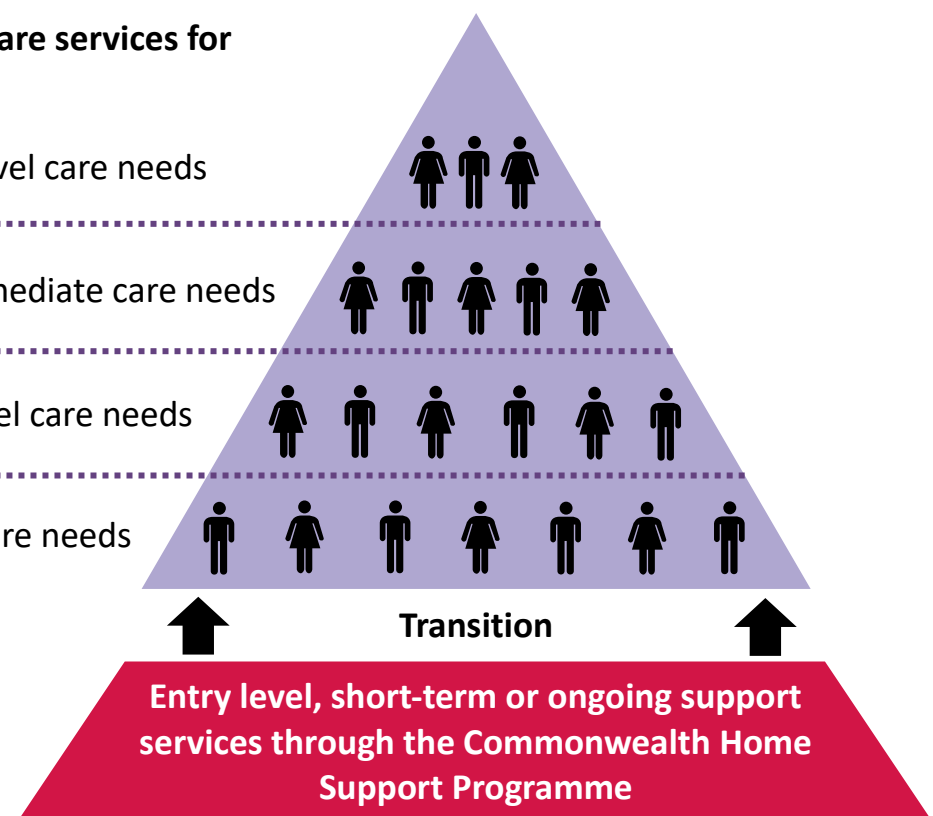 are services for
vel care needs
nediate care needs
el care needs
re needs
Transition
Entry level, short-term or ongoing support
services through the Commonwealth Home
Support Programme